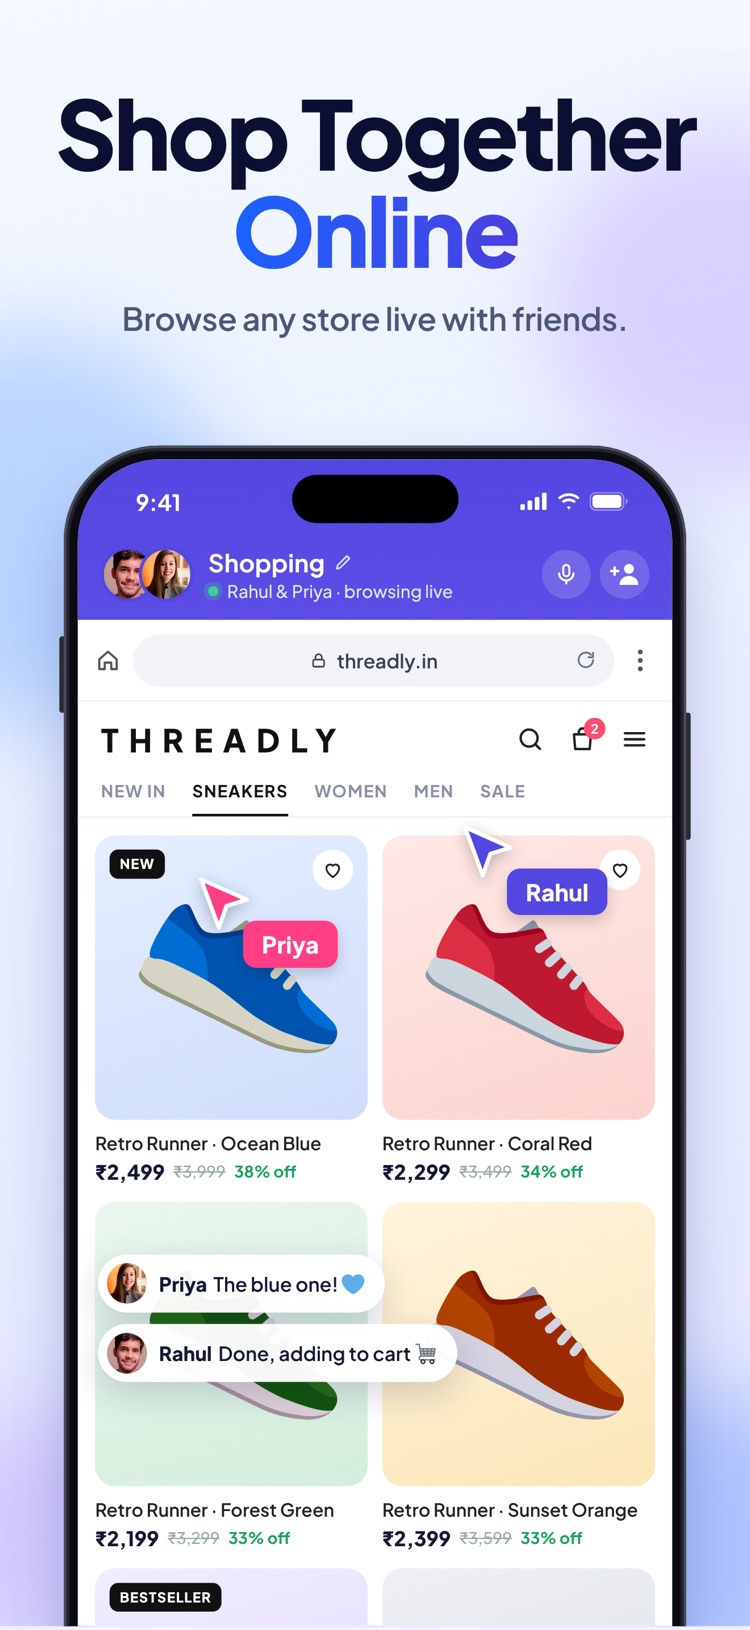 Shop Together
Online
Browse any store live with friends.
9:41
Shopping
Rahul & Priya · browsing live
threadly.in
THREADLY
2
NEW IN SNEAKERS WOMEN MEN SALE
NEW
Rahul
Priya
Retro Runner · Ocean Blue
₹2,499 ₹3,999 38% off
Retro Runner · Coral Red
₹2,299 ₹3,499 34% off
Priya The blue one! 💙
Rahul Done, adding to cart 🛒
Retro Runner · Forest Green
₹2,199 ₹3,299 33% off
Retro Runner · Sunset Orange
₹2,399 ₹3,599 33% off
BESTSELLER